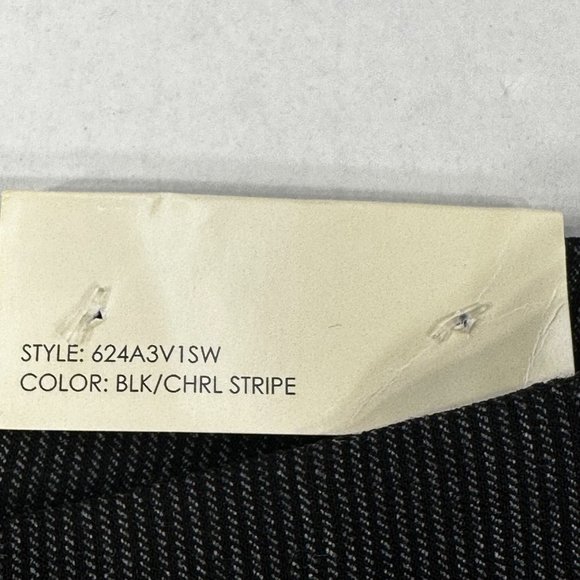 STYLE: 624A3V1SW
COLOR: BLK/CHRL STRIPE